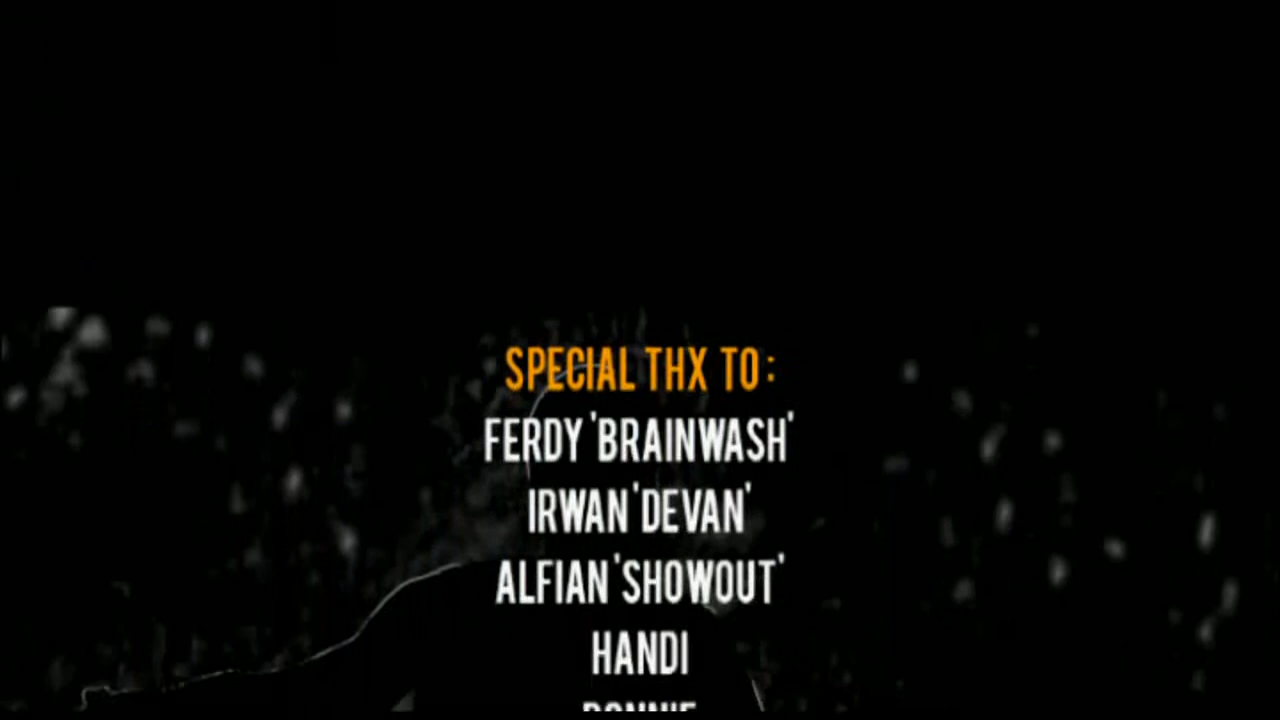 SPECIAL THX TO :
FERDY 'BRAINWASH'
IRWAN 'DEVAN'
ALFIAN 'SHOWOUT'
HANDI